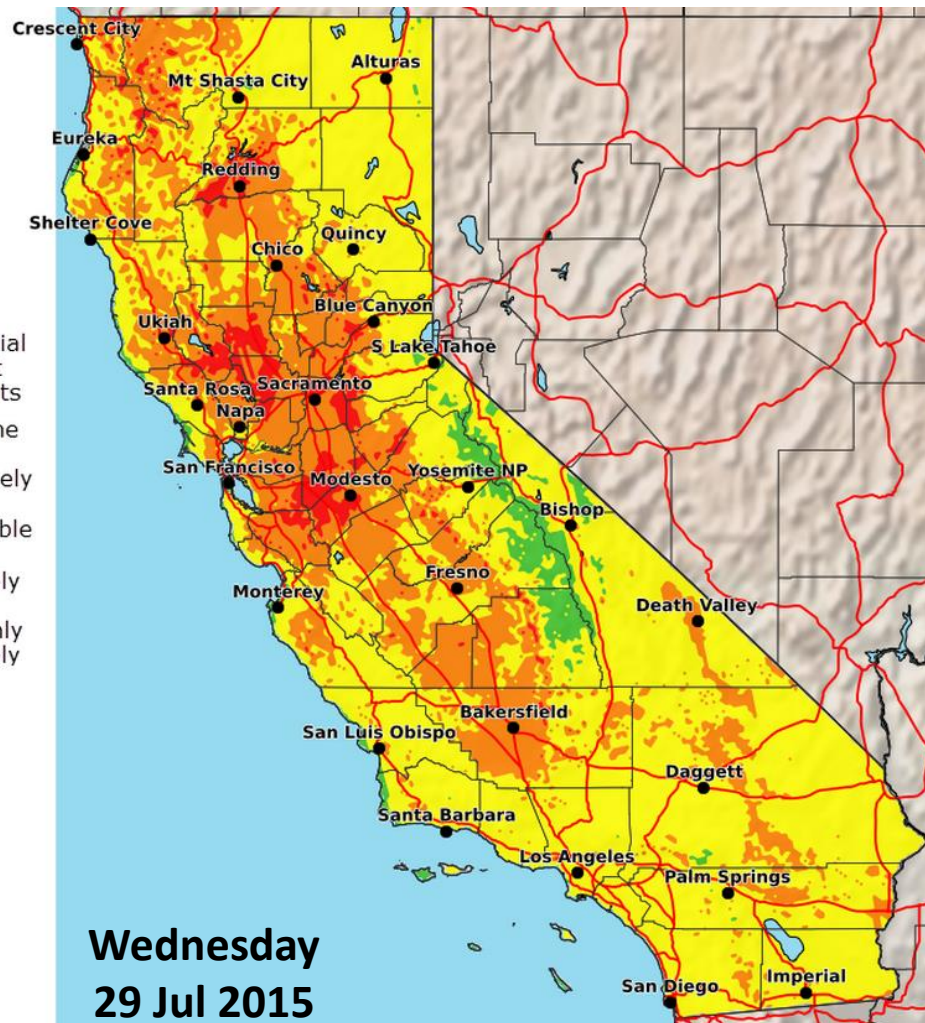 Crescent City
Mt Shasta City
Alturas
Eureka
Redding
Shelter Cove
Quincy
Chico
Blue Canyon
Ukiah
S Lake Tahoe
Santa Rosa
Sacramento
Napa
San Francisco
Modesto
Yosemite NP
Bishop
Fresno
Monterey
Death Valley
Bakersfield
San Luis Obispo
Daggett
Santa Barbara
Los Angeles
Palm Springs
San Diego
Imperial
Wednesday
29 Jul 2015